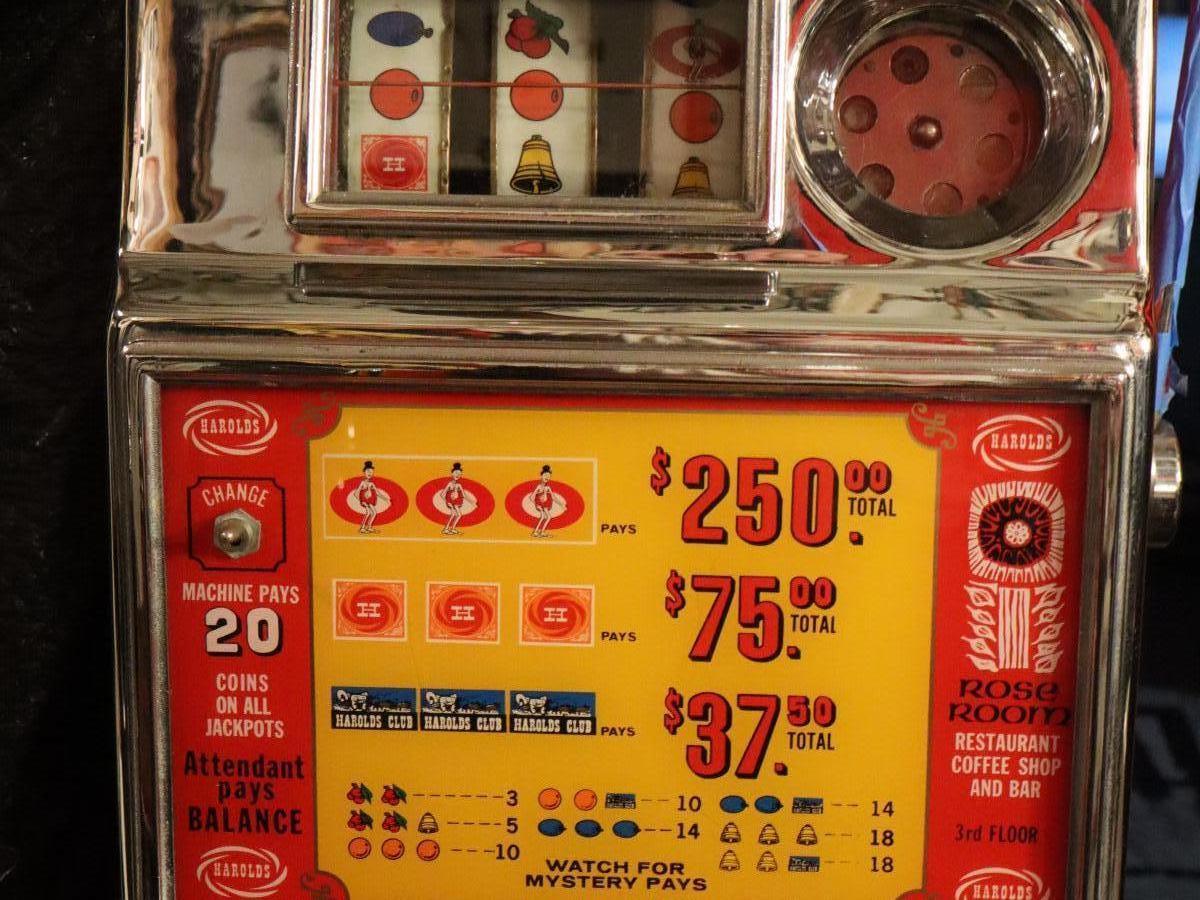 H
HAROLDS
CHANGE
MACHINE PAYS
20
COINS
ON ALL
JACKPOTS
Attendant
pays
BALANCE
HAROLDS
PAYS $250.00 TOTAL
H H H PAYS $75.00 TOTAL
HAROLDS CLUB HAROLDS CLUB HAROLDS CLUB PAYS $37.50 TOTAL
3
5
10
10
14
14
18
18
WATCH FOR
MYSTERY PAYS
HAROLDS
ROSE
ROOM
RESTAURANT
COFFEE SHOP
AND BAR
3rd FLOOR
HAROLDS